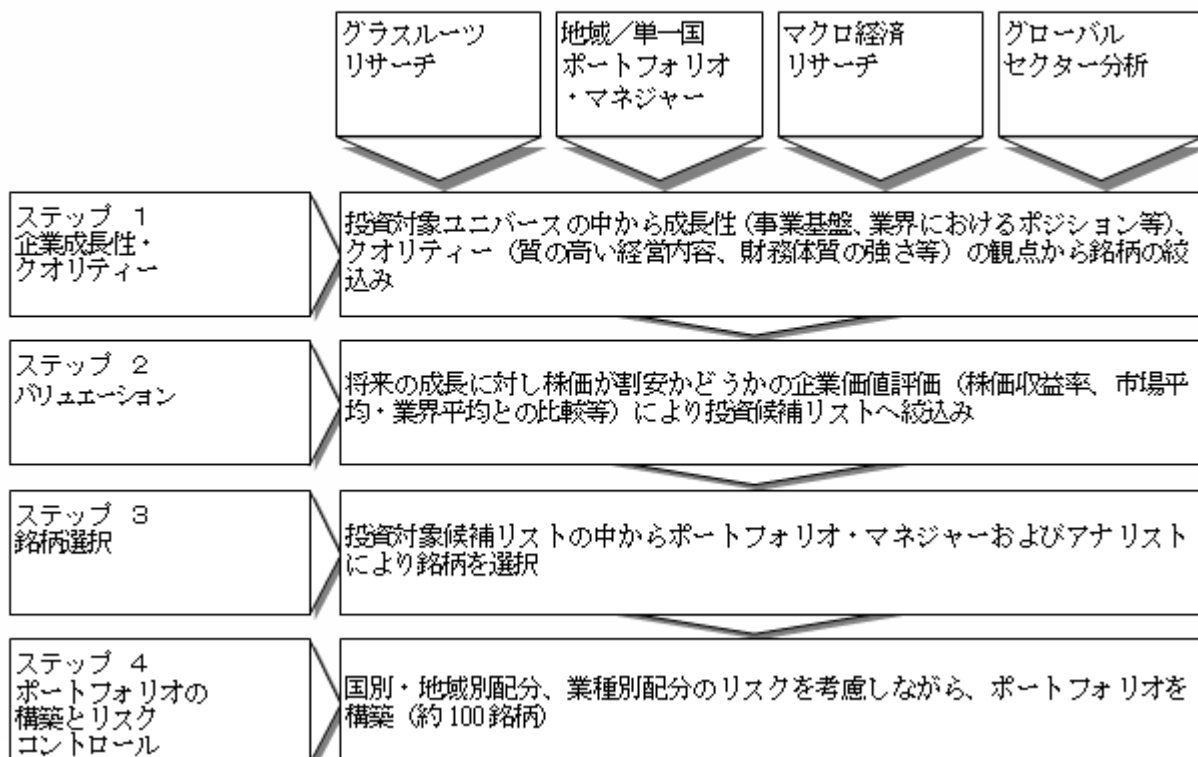 グラスルーツ
リサーチ
地域／単一国
ポートフォリオ
・マネジャー
マクロ経済
リサーチ
グローバル
セクター分析
ステップ １
企業成長性・
クオリティー
投資対象ユニバースの中から成長性（事業基盤、業界におけるポジション等）、
クオリティー（質の高い経営内容、財務体質の強さ等）の観点から銘柄の絞
込み
ステップ ２
バリュエーション
将来の成長に対し株価が割安かどうかの企業価値評価（株価収益率、市場平
均・業界平均との比較等）により投資候補リストへ絞込み
ステップ ３
銘柄選択
投資対象候補リストの中からポートフォリオ・マネジャーおよびアナリスト
により銘柄を選択
ステップ ４
ポートフォリオの
構築とリスク
コントロール
国別・地域別配分、業種別配分のリスクを考慮しながら、ポートフォリオを
構築（約100銘柄）